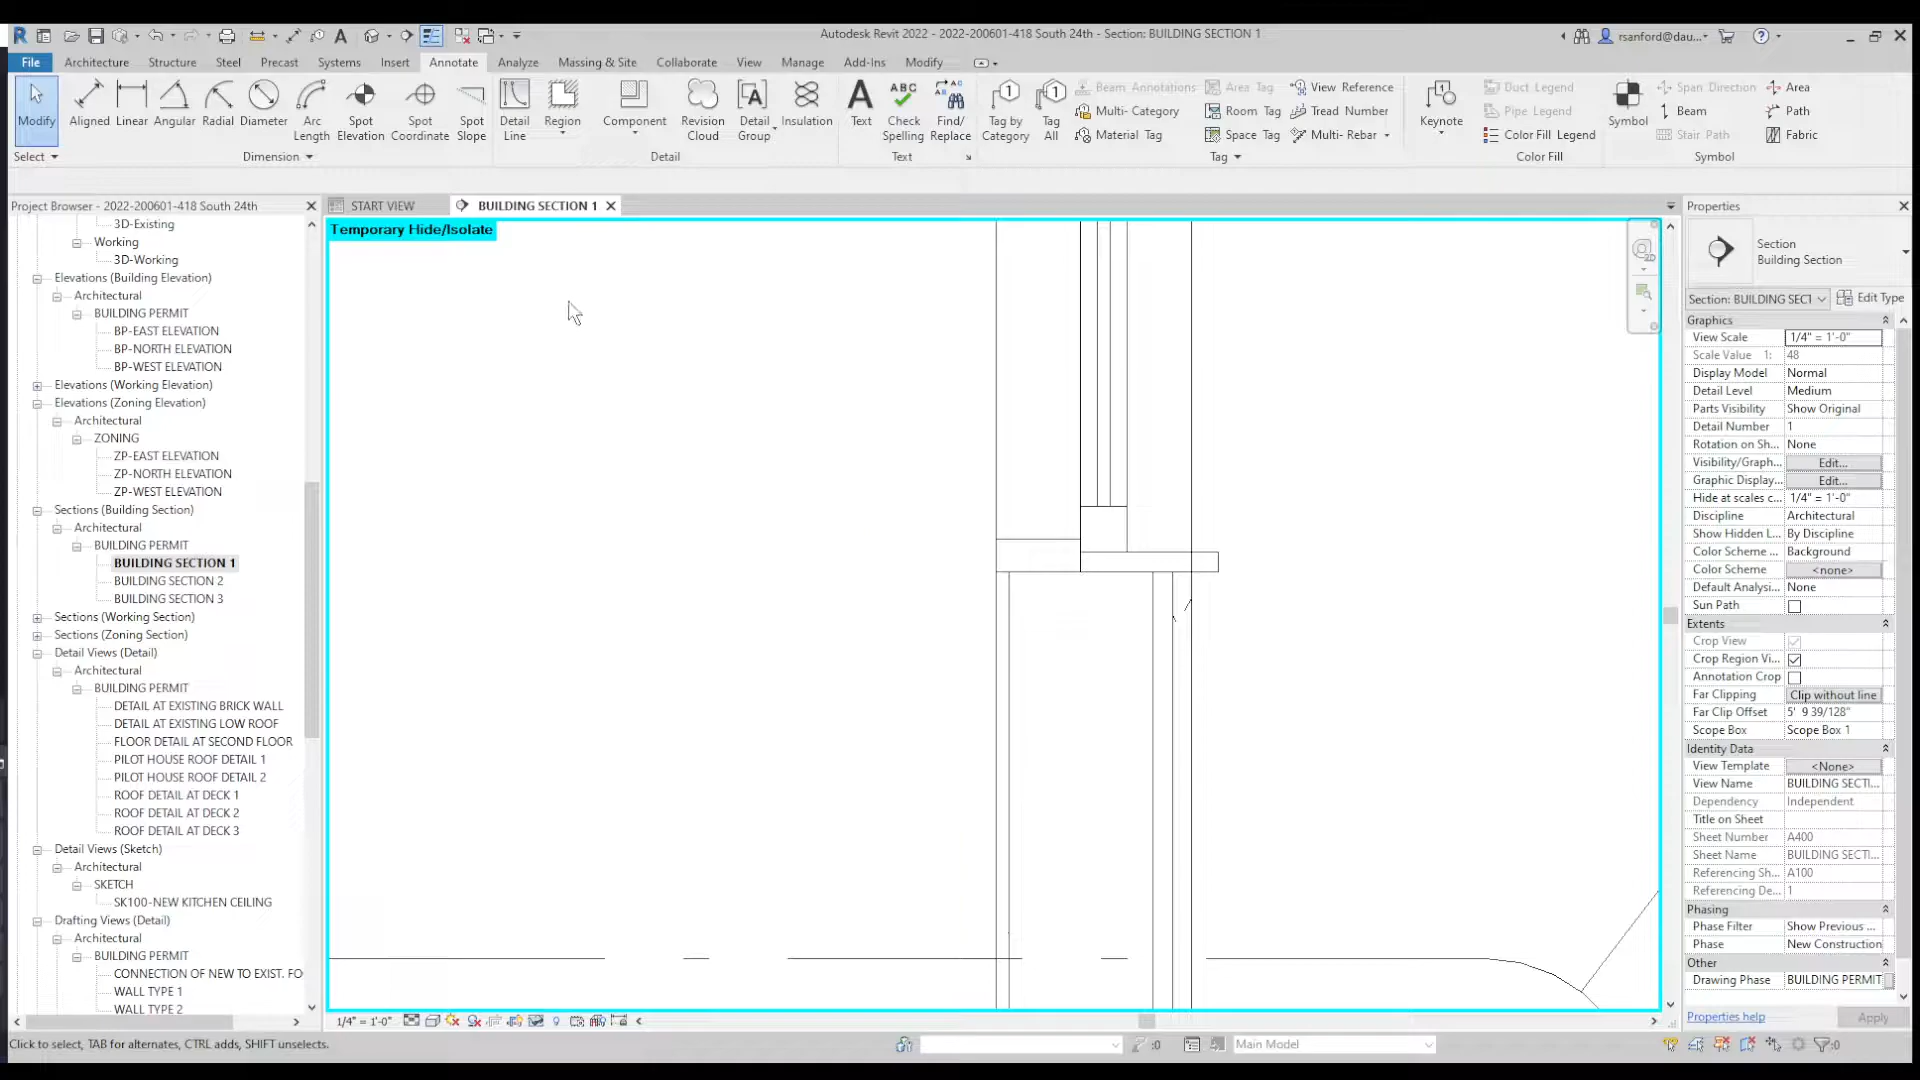 Autodesk Revit 2022 - 2022-200601-418 South 24th - Section: BUILDING SECTION 1
rsanford@dau...
File Architecture Structure Steel Precast Systems Insert Annotate Analyze Massing & Site Collaborate View Manage Add-Ins Modify
Modify
Aligned Linear Angular Radial Diameter Arc Length Spot Elevation Spot Coordinate Spot Slope
Detail Line Region Component Revision Cloud Detail Group Insulation
Text Check Spelling Find/ Replace
Tag by Category Tag All
Beam Annotations
Multi- Category
Material Tag
Area Tag
Room Tag
Space Tag
View Reference
Tread Number
Multi- Rebar
Keynote
Duct Legend
Pipe Legend
Color Fill Legend
Symbol
Span Direction
Beam
Stair Path
Area
Path
Fabric
Select Dimension Detail Text Tag Color Fill Symbol
Project Browser - 2022-200601-418 South 24th
3D-Existing
Working
3D-Working
Elevations (Building Elevation)
Architectural
BUILDING PERMIT
BP-EAST ELEVATION
BP-NORTH ELEVATION
BP-WEST ELEVATION
Elevations (Working Elevation)
Elevations (Zoning Elevation)
Architectural
ZONING
ZP-EAST ELEVATION
ZP-NORTH ELEVATION
ZP-WEST ELEVATION
Sections (Building Section)
Architectural
BUILDING PERMIT
BUILDING SECTION 1
BUILDING SECTION 2
BUILDING SECTION 3
Sections (Working Section)
Sections (Zoning Section)
Detail Views (Detail)
Architectural
BUILDING PERMIT
DETAIL AT EXISTING BRICK WALL
DETAIL AT EXISTING LOW ROOF
FLOOR DETAIL AT SECOND FLOOR
PILOT HOUSE ROOF DETAIL 1
PILOT HOUSE ROOF DETAIL 2
ROOF DETAIL AT DECK 1
ROOF DETAIL AT DECK 2
ROOF DETAIL AT DECK 3
Detail Views (Sketch)
Architectural
SKETCH
SK100-NEW KITCHEN CEILING
Drafting Views (Detail)
Architectural
BUILDING PERMIT
CONNECTION OF NEW TO EXIST. FO
WALL TYPE 1
WALL TYPE 2
START VIEW
BUILDING SECTION 1
Temporary Hide/Isolate
2D
1/4" = 1'-0"
Properties
Section
Building Section
Section: BUILDING SECT
Edit Type
Graphics
View Scale 1/4" = 1'-0"
Scale Value 1: 48
Display Model Normal
Detail Level Medium
Parts Visibility Show Original
Detail Number 1
Rotation on Sh... None
Visibility/Graph... Edit...
Graphic Display... Edit...
Hide at scales c... 1/4" = 1'-0"
Discipline Architectural
Show Hidden L... By Discipline
Color Scheme ... Background
Color Scheme <none>
Default Analysi... None
Sun Path
Extents
Crop View
Crop Region Vi...
Annotation Crop
Far Clipping Clip without line
Far Clip Offset 5' 9 39/128"
Scope Box Scope Box 1
Identity Data
View Template <None>
View Name BUILDING SECTI...
Dependency Independent
Title on Sheet
Sheet Number A400
Sheet Name BUILDING SECTI...
Referencing Sh... A100
Referencing De... 1
Phasing
Phase Filter Show Previous ...
Phase New Construction
Other
Drawing Phase BUILDING PERMIT
Properties help
Apply
Click to select, TAB for alternates, CTRL adds, SHIFT unselects.
:0
Main Model
:0